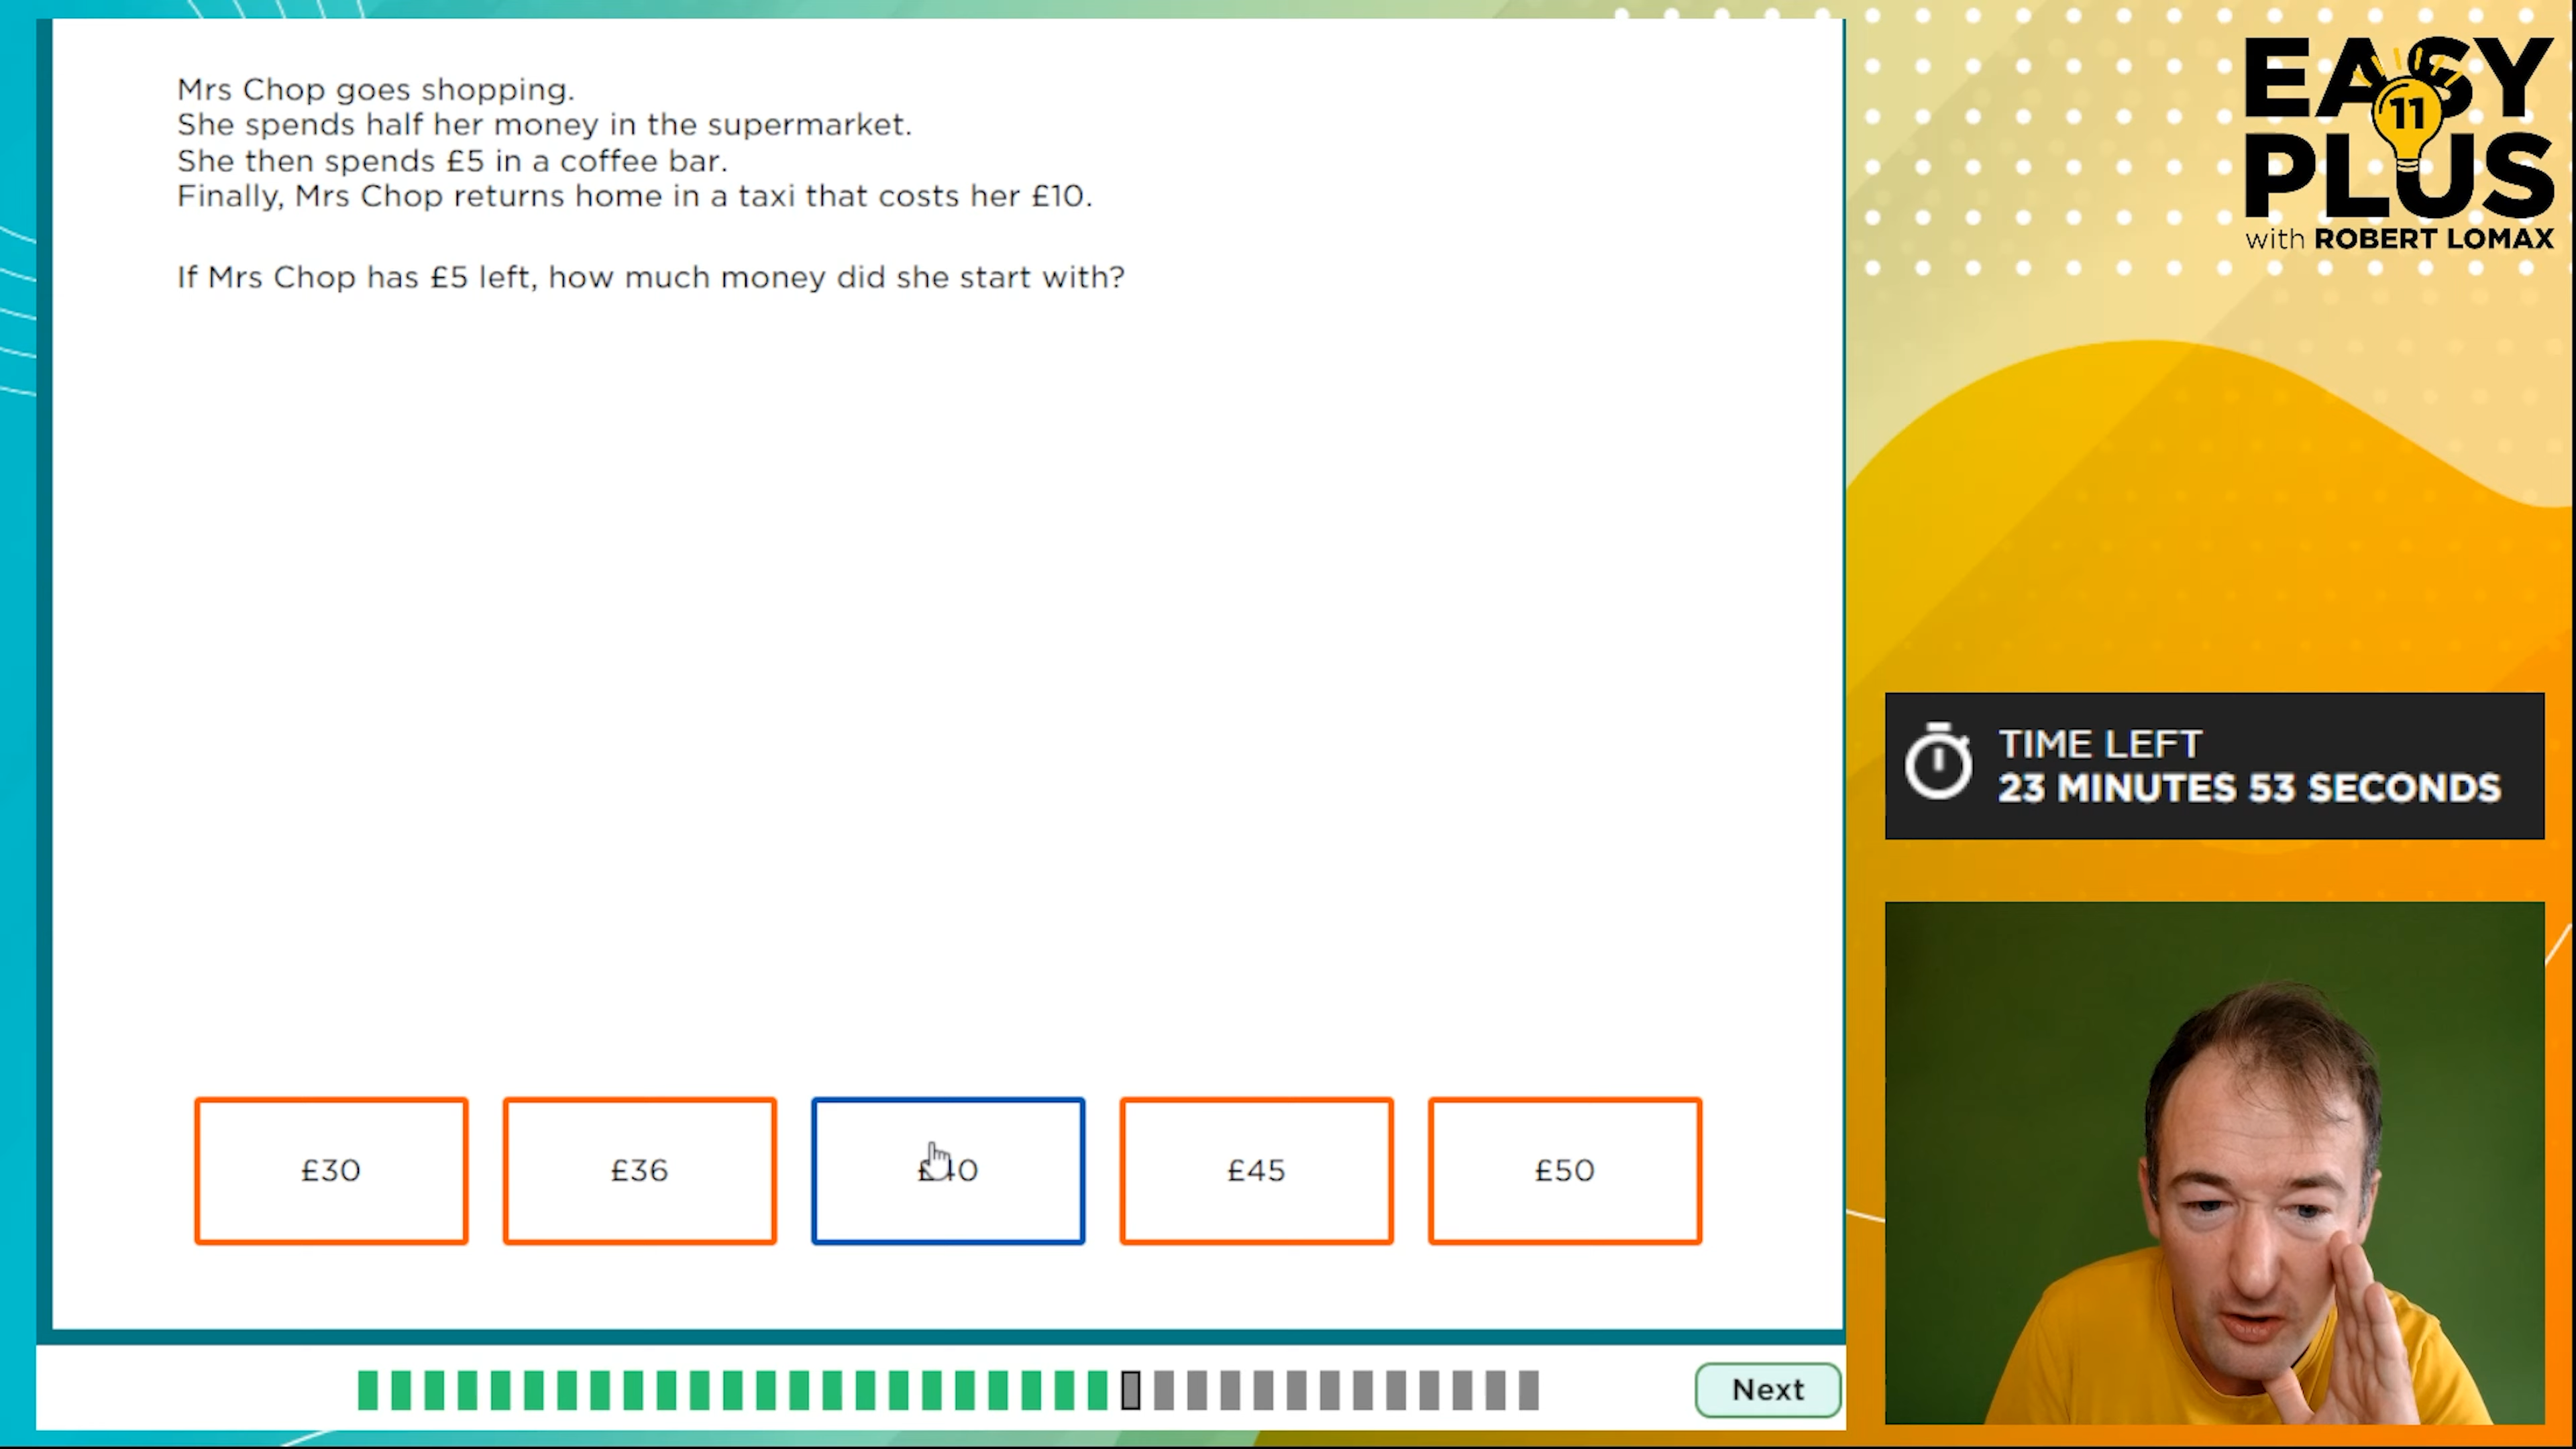 Mrs Chop goes shopping.
She spends half her money in the supermarket.
She then spends £5 in a coffee bar.
Finally, Mrs Chop returns home in a taxi that costs her £10.
If Mrs Chop has £5 left, how much money did she start with?
£30
£36
£40
£45
£50
Next
EASY
11
PLUS
with ROBERT LOMAX
TIME LEFT
23 MINUTES 53 SECONDS